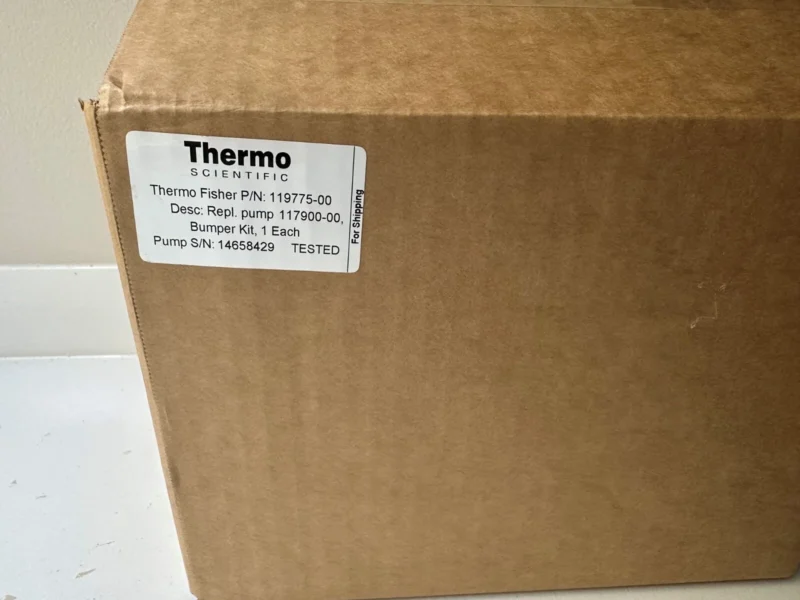 Thermo
SCIENTIFIC
Thermo Fisher P/N: 119775-00
Desc: Repl. pump 117900-00,
Bumper Kit, 1 Each
Pump S/N: 14658429 TESTED
For Shipping